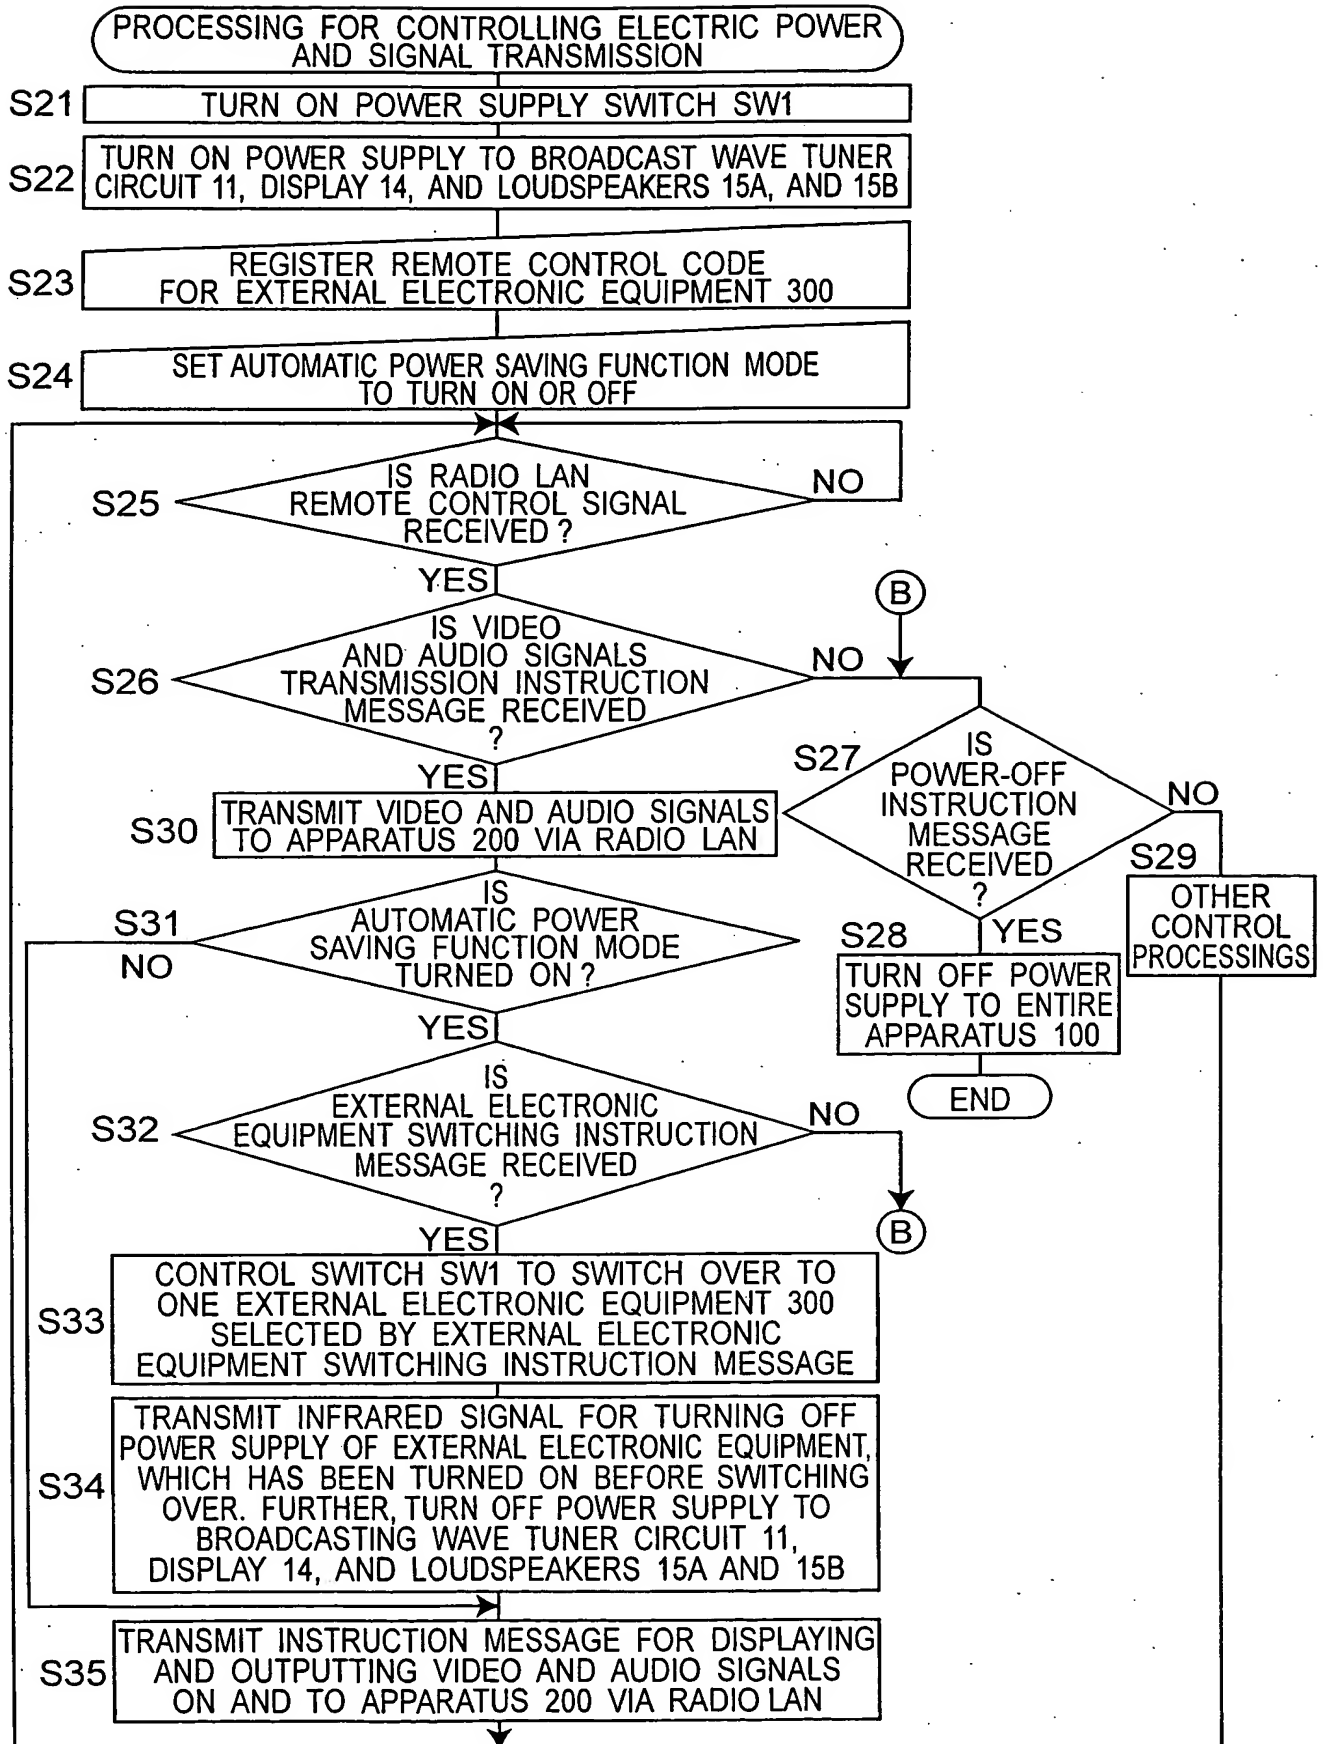 PROCESSING FOR CONTROLLING ELECTRIC POWER
AND SIGNAL TRANSMISSION
S21
TURN ON POWER SUPPLY SWITCH SW1
S22
TURN ON POWER SUPPLY TO BROADCAST WAVE TUNER
CIRCUIT 11, DISPLAY 14, AND LOUDSPEAKERS 15A, AND 15B
S23
REGISTER REMOTE CONTROL CODE
FOR EXTERNAL ELECTRONIC EQUIPMENT 300
S24
SET AUTOMATIC POWER SAVING FUNCTION MODE
TO TURN ON OR OFF
S25
IS RADIO LAN
REMOTE CONTROL SIGNAL
RECEIVED ?
NO
YES
B
S26
IS VIDEO
AND AUDIO SIGNALS
TRANSMISSION INSTRUCTION
MESSAGE RECEIVED
?
NO
YES
S27
IS
POWER-OFF
INSTRUCTION
MESSAGE
RECEIVED
?
NO
YES
S28
TURN OFF POWER
SUPPLY TO ENTIRE
APPARATUS 100
END
S29
OTHER
CONTROL
PROCESSINGS
S30
TRANSMIT VIDEO AND AUDIO SIGNALS
TO APPARATUS 200 VIA RADIO LAN
S31
NO
IS
AUTOMATIC POWER
SAVING FUNCTION MODE
TURNED ON ?
YES
S32
IS
EXTERNAL ELECTRONIC
EQUIPMENT SWITCHING INSTRUCTION
MESSAGE RECEIVED
?
NO
B
YES
S33
CONTROL SWITCH SW1 TO SWITCH OVER TO
ONE EXTERNAL ELECTRONIC EQUIPMENT 300
SELECTED BY EXTERNAL ELECTRONIC
EQUIPMENT SWITCHING INSTRUCTION MESSAGE
S34
TRANSMIT INFRARED SIGNAL FOR TURNING OFF
POWER SUPPLY OF EXTERNAL ELECTRONIC EQUIPMENT,
WHICH HAS BEEN TURNED ON BEFORE SWITCHING
OVER. FURTHER, TURN OFF POWER SUPPLY TO
BROADCASTING WAVE TUNER CIRCUIT 11,
DISPLAY 14, AND LOUDSPEAKERS 15A AND 15B
S35
TRANSMIT INSTRUCTION MESSAGE FOR DISPLAYING
AND OUTPUTTING VIDEO AND AUDIO SIGNALS
ON AND TO APPARATUS 200 VIA RADIO LAN